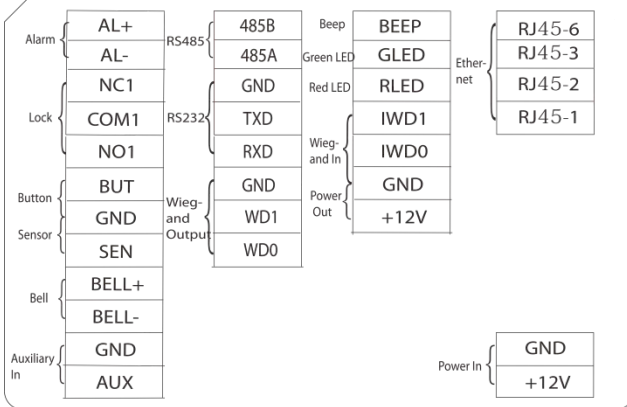 Alarm
AL+
AL-
Lock
NC1
COM1
NO1
Button
Sensor
BUT
GND
SEN
Bell
BELL+
BELL-
Auxiliary
In
GND
AUX
RS485
485B
485A
RS232
GND
TXD
RXD
Wieg-
and
Output
GND
WD1
WD0
Beep
BEEP
Green LED
GLED
Red LED
RLED
Wieg-
and In
IWD1
IWD0
Power
Out
GND
+12V
Ether-
net
RJ45-6
RJ45-3
RJ45-2
RJ45-1
Power In
GND
+12V